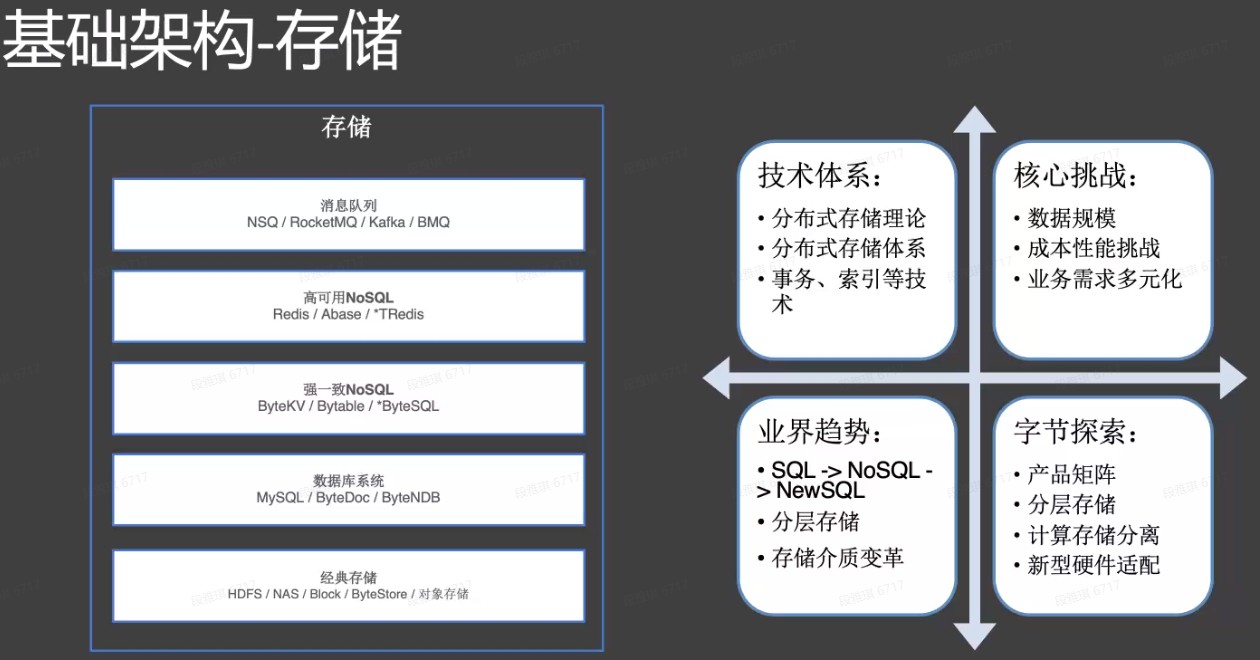 基础架构-存储
存储
消息队列
NSQ / RocketMQ / Kafka / BMQ
高可用NoSQL
Redis / Abase / *TRedis
强一致NoSQL
ByteKV / Bytable / *ByteSQL
数据库系统
MySQL / ByteDoc / ByteNDB
经典存储
HDFS / NAS / Block / ByteStore / 对象存储
技术体系：
• 分布式存储理论
• 分布式存储体系
• 事务、索引等技
术
核心挑战：
• 数据规模
• 成本性能挑战
• 业务需求多元化
业界趋势：
• SQL -> NoSQL -
> NewSQL
• 分层存储
• 存储介质变革
字节探索：
• 产品矩阵
• 分层存储
• 计算存储分离
• 新型硬件适配
段雅琪 6717